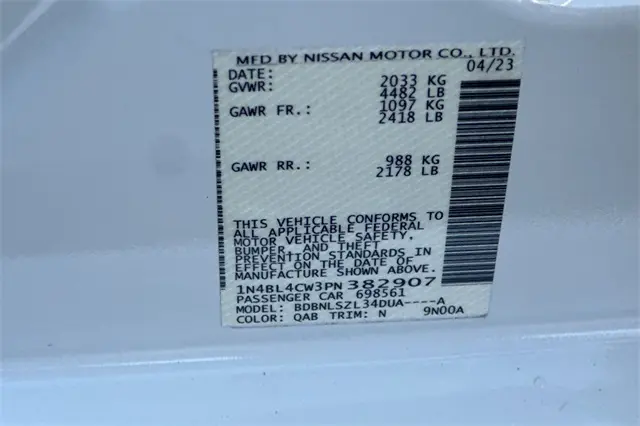 MFD BY NISSAN MOTOR CO., LTD.
DATE: 04/23
GVWR: 2033 KG
4482 LB
GAWR FR.: 1097 KG
2418 LB
GAWR RR.: 988 KG
2178 LB
THIS VEHICLE CONFORMS TO
ALL APPLICABLE FEDERAL
MOTOR VEHICLE SAFETY,
BUMPER, AND THEFT
PREVENTION STANDARDS IN
EFFECT ON THE DATE OF
MANUFACTURE SHOWN ABOVE.
1N4BL4CW3PN382907
PASSENGER CAR 698561
MODEL: BDBNLSZL34DUA----A
COLOR: QAB TRIM: N 9N00A